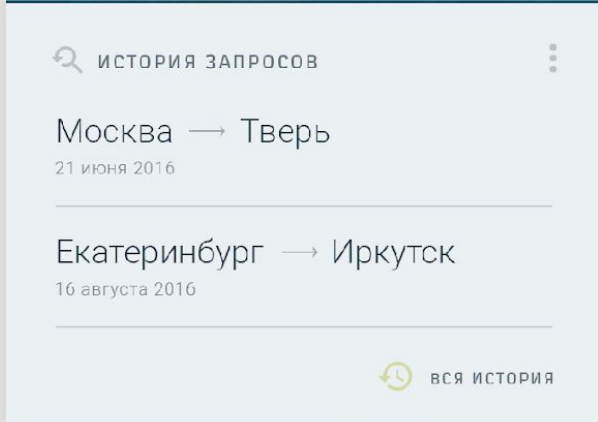 ИСТОРИЯ ЗАПРОСОВ
Москва → Тверь
21 июня 2016
Екатеринбург → Иркутск
16 августа 2016
ВСЯ ИСТОРИЯ